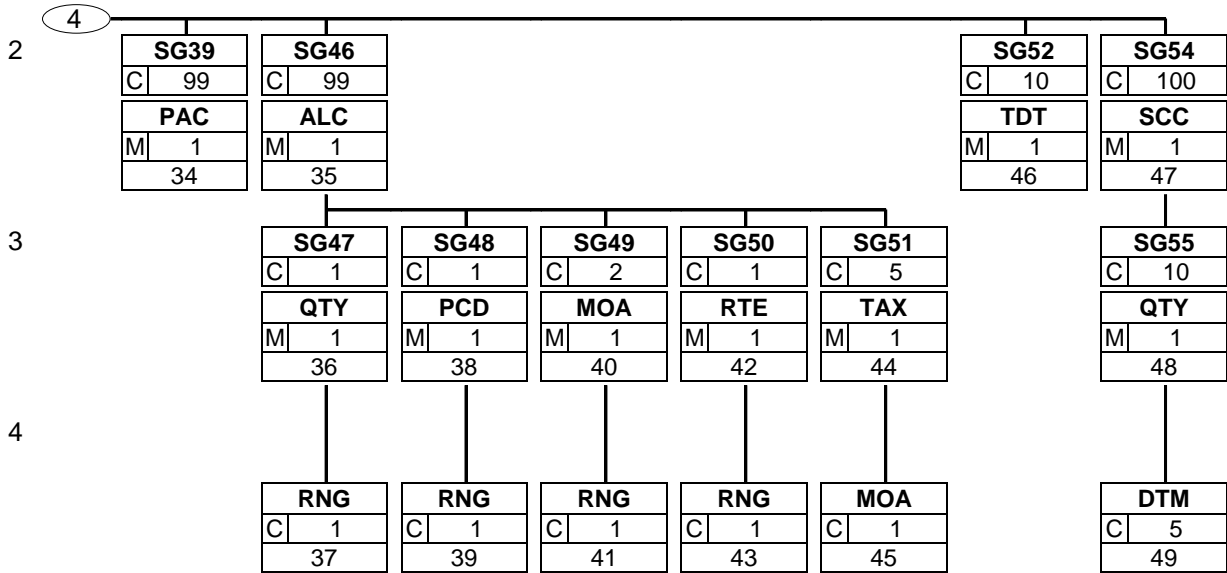 4
2 SG39 SG46 SG52 SG54
C 99 C 99 C 10 C 100
PAC ALC TDT SCC
M 1 M 1 M 1 M 1
34 35 46 47
3 SG47 SG48 SG49 SG50 SG51 SG55
C 1 C 1 C 2 C 1 C 5 C 10
QTY PCD MOA RTE TAX QTY
M 1 M 1 M 1 M 1 M 1 M 1
36 38 40 42 44 48
4
RNG RNG RNG RNG MOA DTM
C 1 C 1 C 1 C 1 C 1 C 5
37 39 41 43 45 49